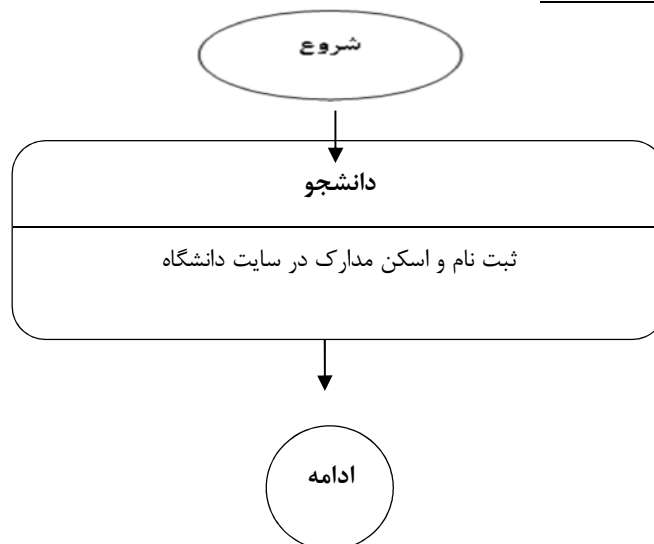 شروع
دانشجو
ثبت نام و اسکن مدارک در سایت دانشگاه
ادامه